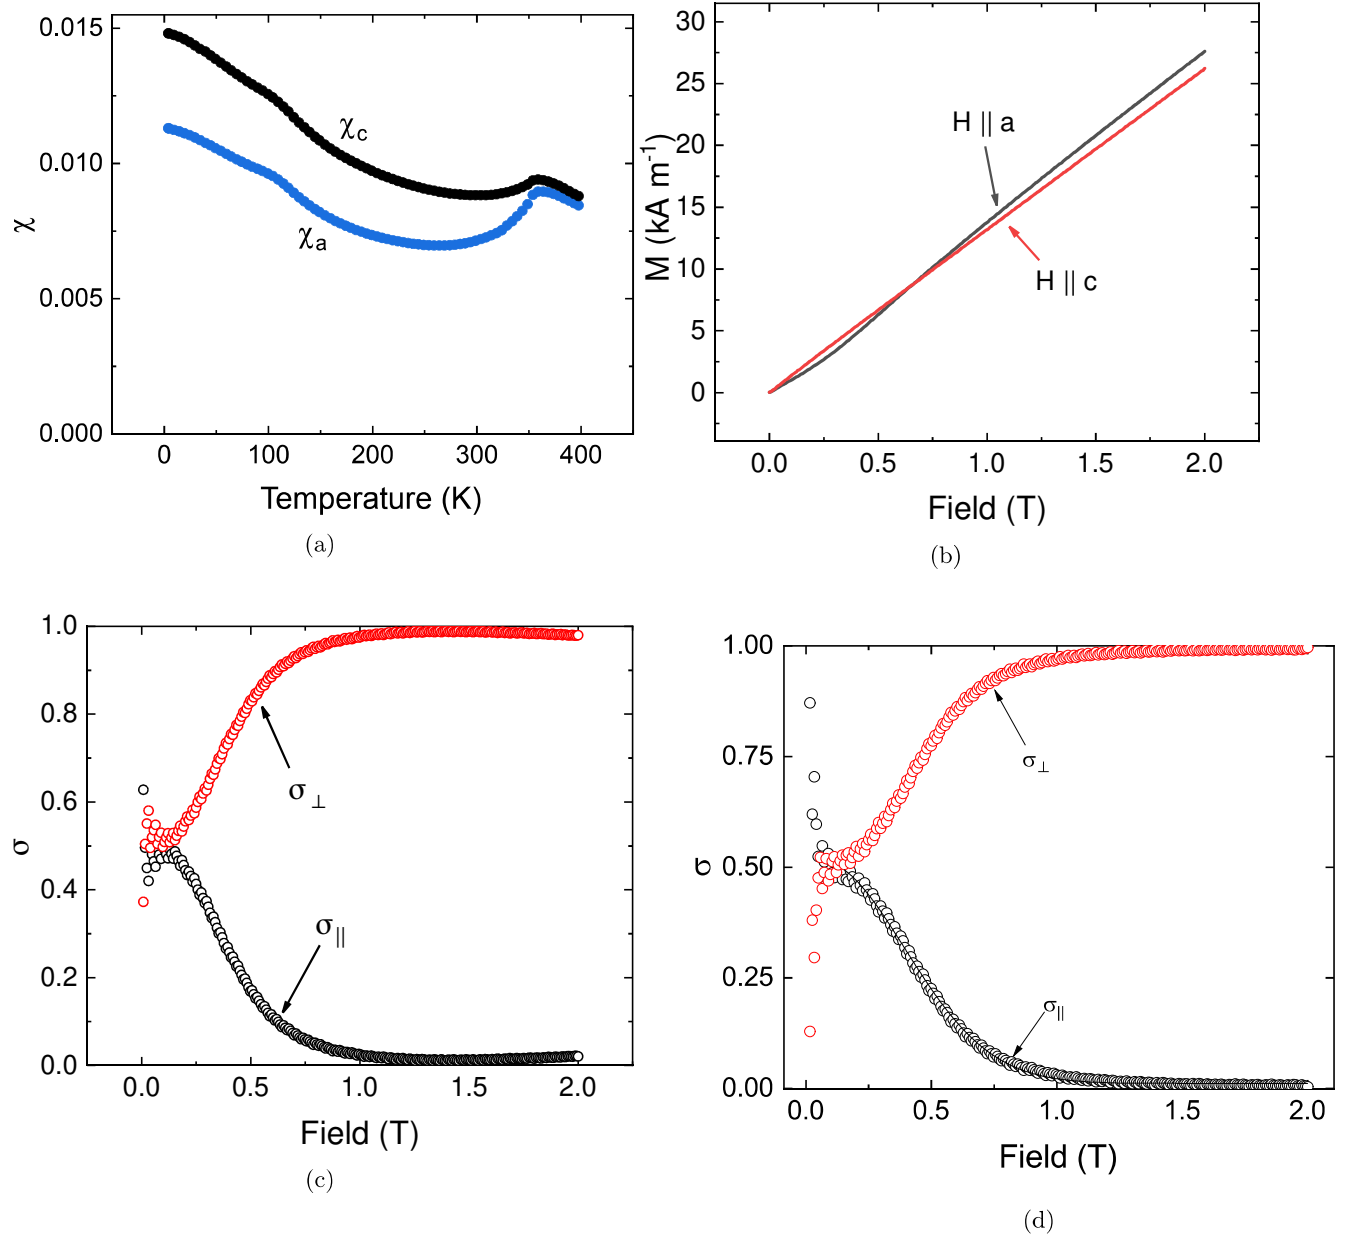 0.015
0.010
0.005
0.000
χ
χc
χa
0 100 200 300 400
Temperature (K)
(a)
30
25
20
15
10
5
0
M (kA m⁻¹)
H || a
H || c
0.0 0.5 1.0 1.5 2.0
Field (T)
(b)
1.0
0.8
0.6
0.4
0.2
0.0
σ
σ⊥
σ||
0.0 0.5 1.0 1.5 2.0
Field (T)
(c)
1.00
0.75
0.50
0.25
0.00
σ
σ⊥
σ||
0.0 0.5 1.0 1.5 2.0
Field (T)
(d)